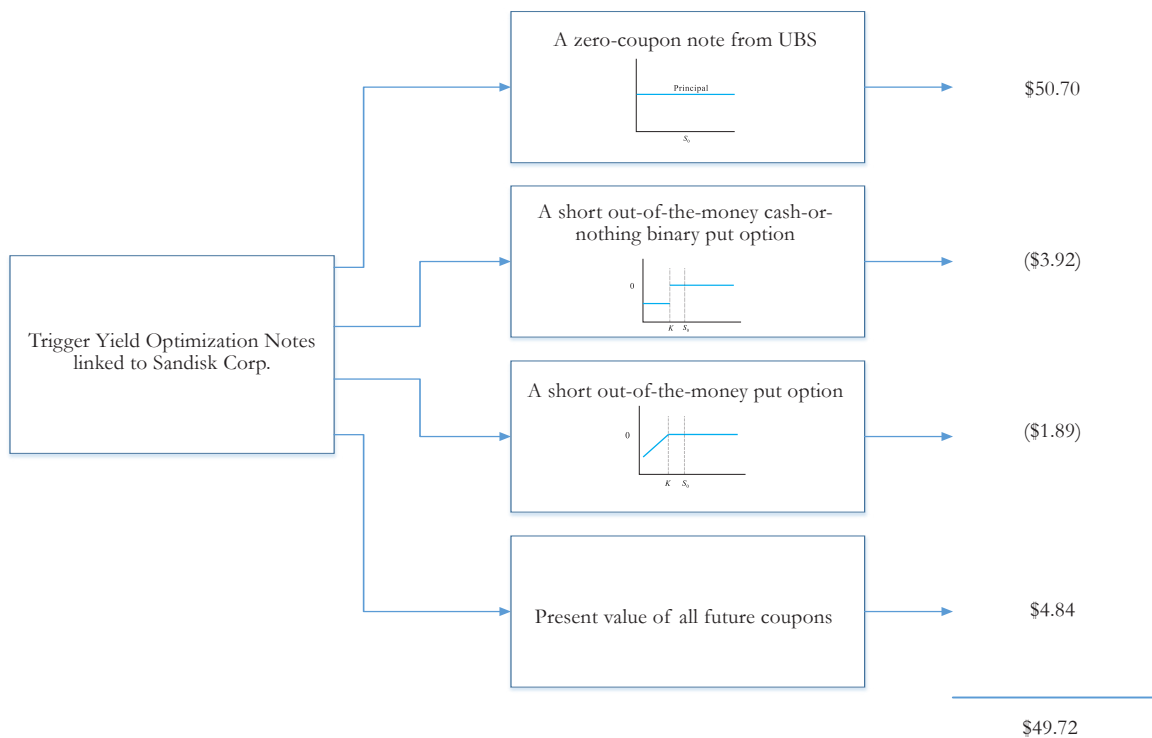 Trigger Yield Optimization Notes
linked to Sandisk Corp.
A zero-coupon note from UBS
Principal
S₀
$50.70
A short out-of-the-money cash-or-
nothing binary put option
0
K S₀
($3.92)
A short out-of-the-money put option
0
K S₀
($1.89)
Present value of all future coupons
$4.84
$49.72